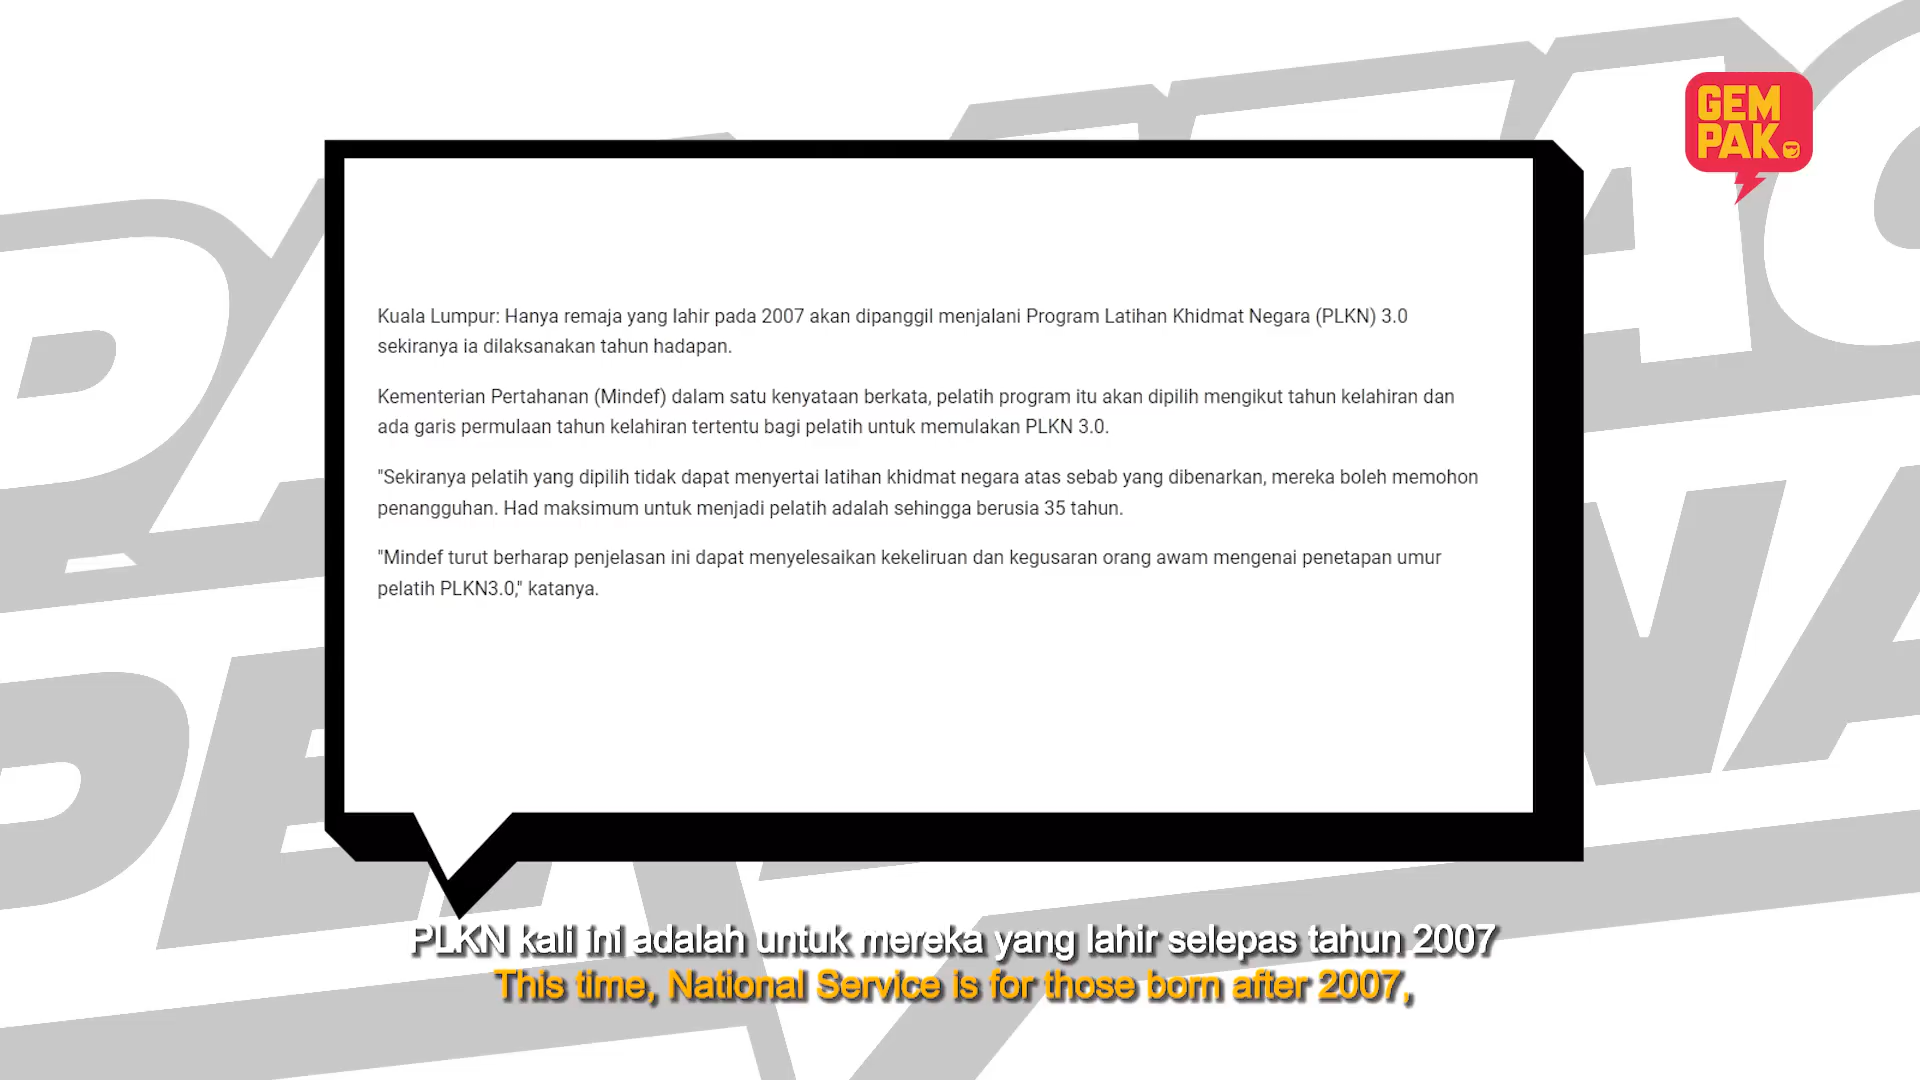 GEM
PAK
Kuala Lumpur: Hanya remaja yang lahir pada 2007 akan dipanggil menjalani Program Latihan Khidmat Negara (PLKN) 3.0
sekiranya ia dilaksanakan tahun hadapan.
Kementerian Pertahanan (Mindef) dalam satu kenyataan berkata, pelatih program itu akan dipilih mengikut tahun kelahiran dan
ada garis permulaan tahun kelahiran tertentu bagi pelatih untuk memulakan PLKN 3.0.
"Sekiranya pelatih yang dipilih tidak dapat menyertai latihan khidmat negara atas sebab yang dibenarkan, mereka boleh memohon
penangguhan. Had maksimum untuk menjadi pelatih adalah sehingga berusia 35 tahun.
"Mindef turut berharap penjelasan ini dapat menyelesaikan kekeliruan dan kegusaran orang awam mengenai penetapan umur
pelatih PLKN3.0," katanya.
PLKN kali ini adalah untuk mereka yang lahir selepas tahun 2007
This time, National Service is for those born after 2007,